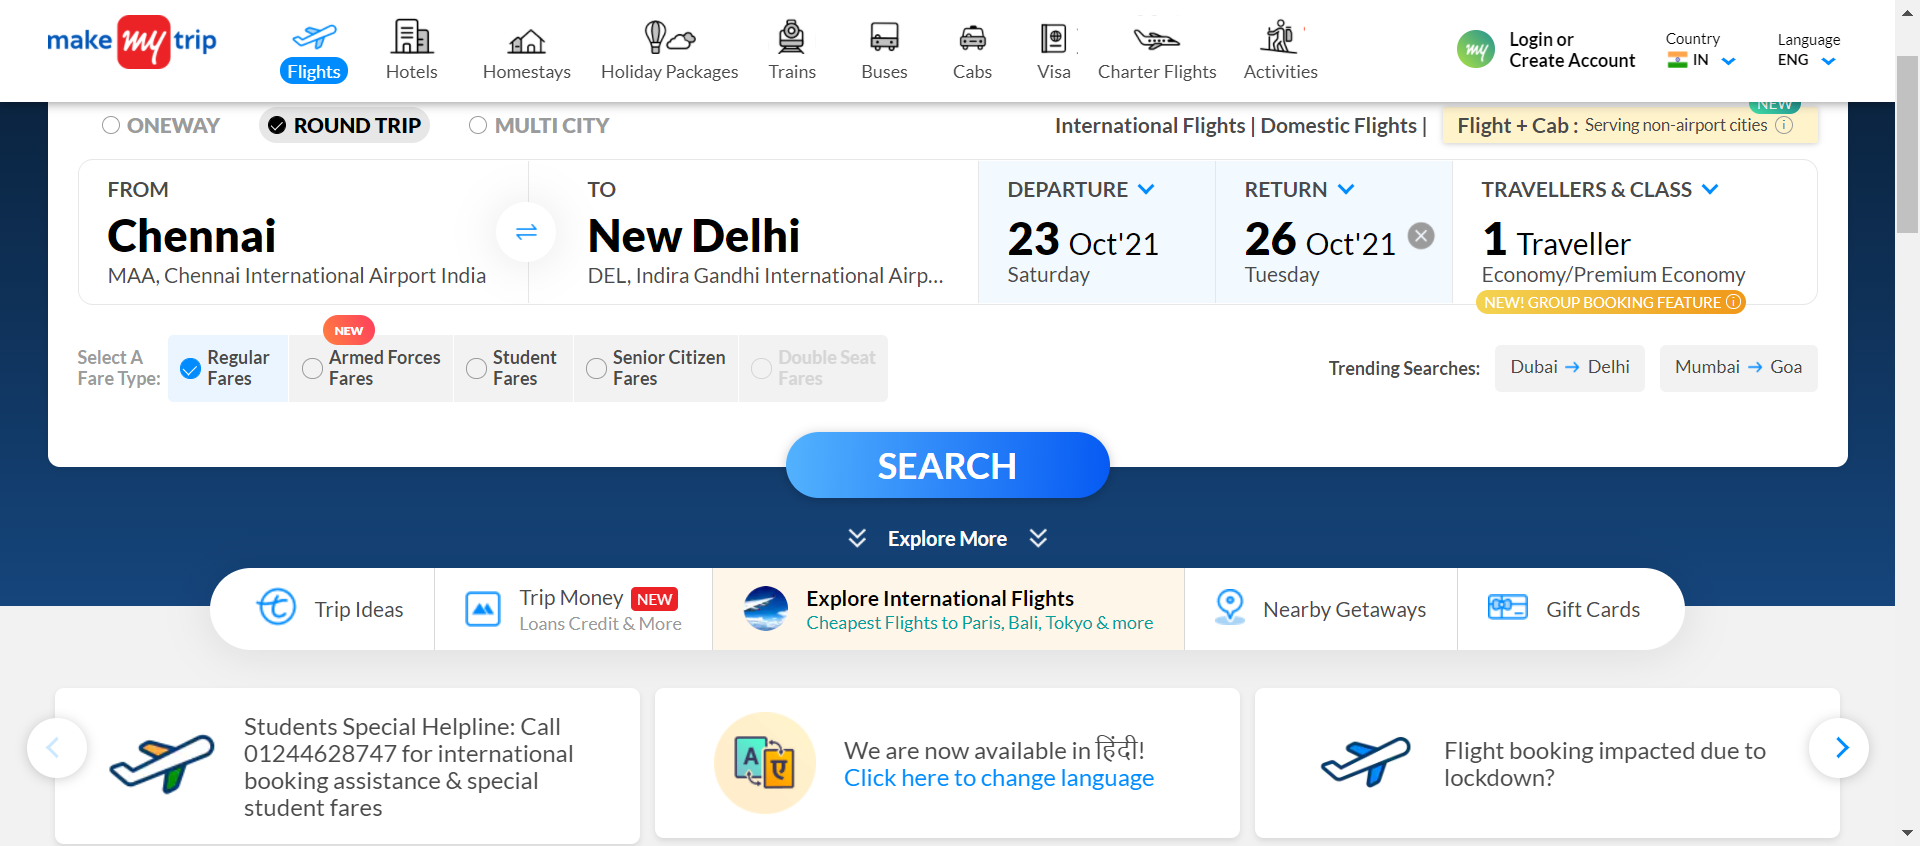 make my trip
Flights
Hotels
Homestays
Holiday Packages
Trains
Buses
Cabs
Visa
Charter Flights
Activities
my
Login or
Create Account
Country
IN
Language
ENG
ONEWAY
ROUND TRIP
MULTI CITY
International Flights | Domestic Flights |
NEW
Flight + Cab : Serving non-airport cities
FROM
Chennai
MAA, Chennai International Airport India
TO
New Delhi
DEL, Indira Gandhi International Airp...
DEPARTURE
23 Oct'21
Saturday
RETURN
26 Oct'21
Tuesday
TRAVELLERS & CLASS
1 Traveller
Economy/Premium Economy
NEW! GROUP BOOKING FEATURE
Select A
Fare Type:
Regular
Fares
NEW
Armed Forces
Fares
Student
Fares
Senior Citizen
Fares
Double Seat
Fares
Trending Searches:
Dubai → Delhi
Mumbai → Goa
SEARCH
Explore More
Trip Ideas
Trip Money NEW
Loans Credit & More
Explore International Flights
Cheapest Flights to Paris, Bali, Tokyo & more
Nearby Getaways
Gift Cards
Students Special Helpline: Call
01244628747 for international
booking assistance & special
student fares
A
ए
We are now available in हिंदी!
Click here to change language
Flight booking impacted due to
lockdown?